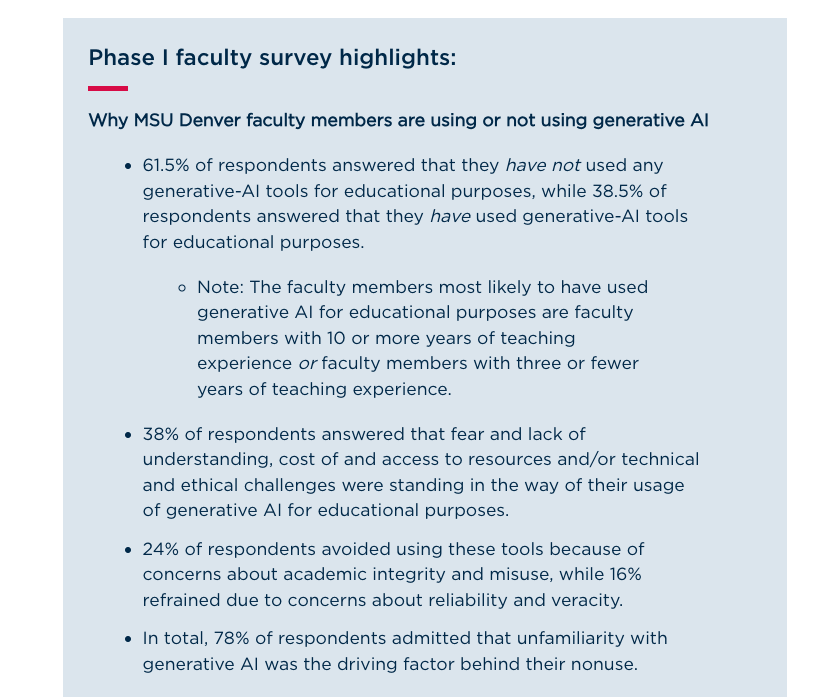 Phase I faculty survey highlights:
Why MSU Denver faculty members are using or not using generative AI
• 61.5% of respondents answered that they have not used any
generative-AI tools for educational purposes, while 38.5% of
respondents answered that they have used generative-AI tools
for educational purposes.
◦ Note: The faculty members most likely to have used
generative AI for educational purposes are faculty
members with 10 or more years of teaching
experience or faculty members with three or fewer
years of teaching experience.
• 38% of respondents answered that fear and lack of
understanding, cost of and access to resources and/or technical
and ethical challenges were standing in the way of their usage
of generative AI for educational purposes.
• 24% of respondents avoided using these tools because of
concerns about academic integrity and misuse, while 16%
refrained due to concerns about reliability and veracity.
• In total, 78% of respondents admitted that unfamiliarity with
generative AI was the driving factor behind their nonuse.